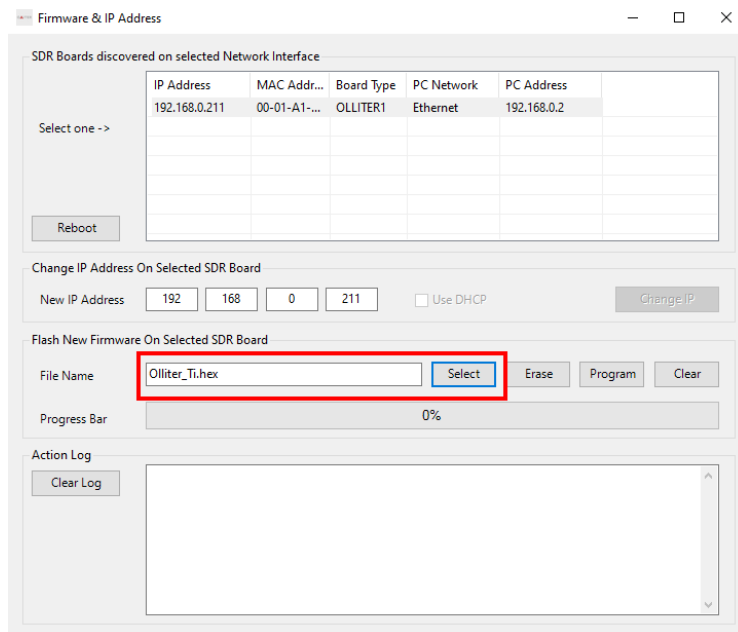 Firmware & IP Address
SDR Boards discovered on selected Network Interface
IP Address MAC Addr... Board Type PC Network PC Address
192.168.0.211 00-01-A1-... OLLITER1 Ethernet 192.168.0.2
Select one ->
Reboot
Change IP Address On Selected SDR Board
New IP Address 192 168 0 211 Use DHCP Change IP
Flash New Firmware On Selected SDR Board
File Name Olliter_Ti.hex Select Erase Program Clear
Progress Bar 0%
Action Log
Clear Log